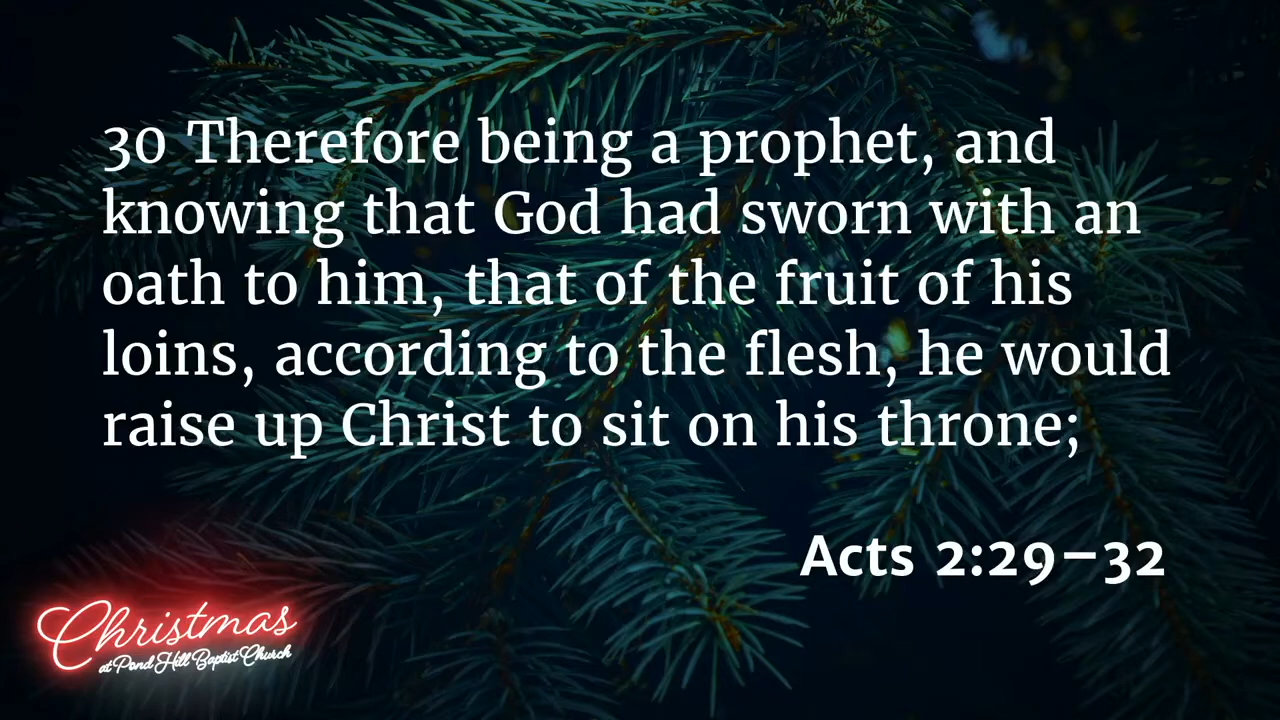 30 Therefore being a prophet, and
knowing that God had sworn with an
oath to him, that of the fruit of his
loins, according to the flesh, he would
raise up Christ to sit on his throne;
Acts 2:29–32
Christmas
at Pond Hill Baptist Church